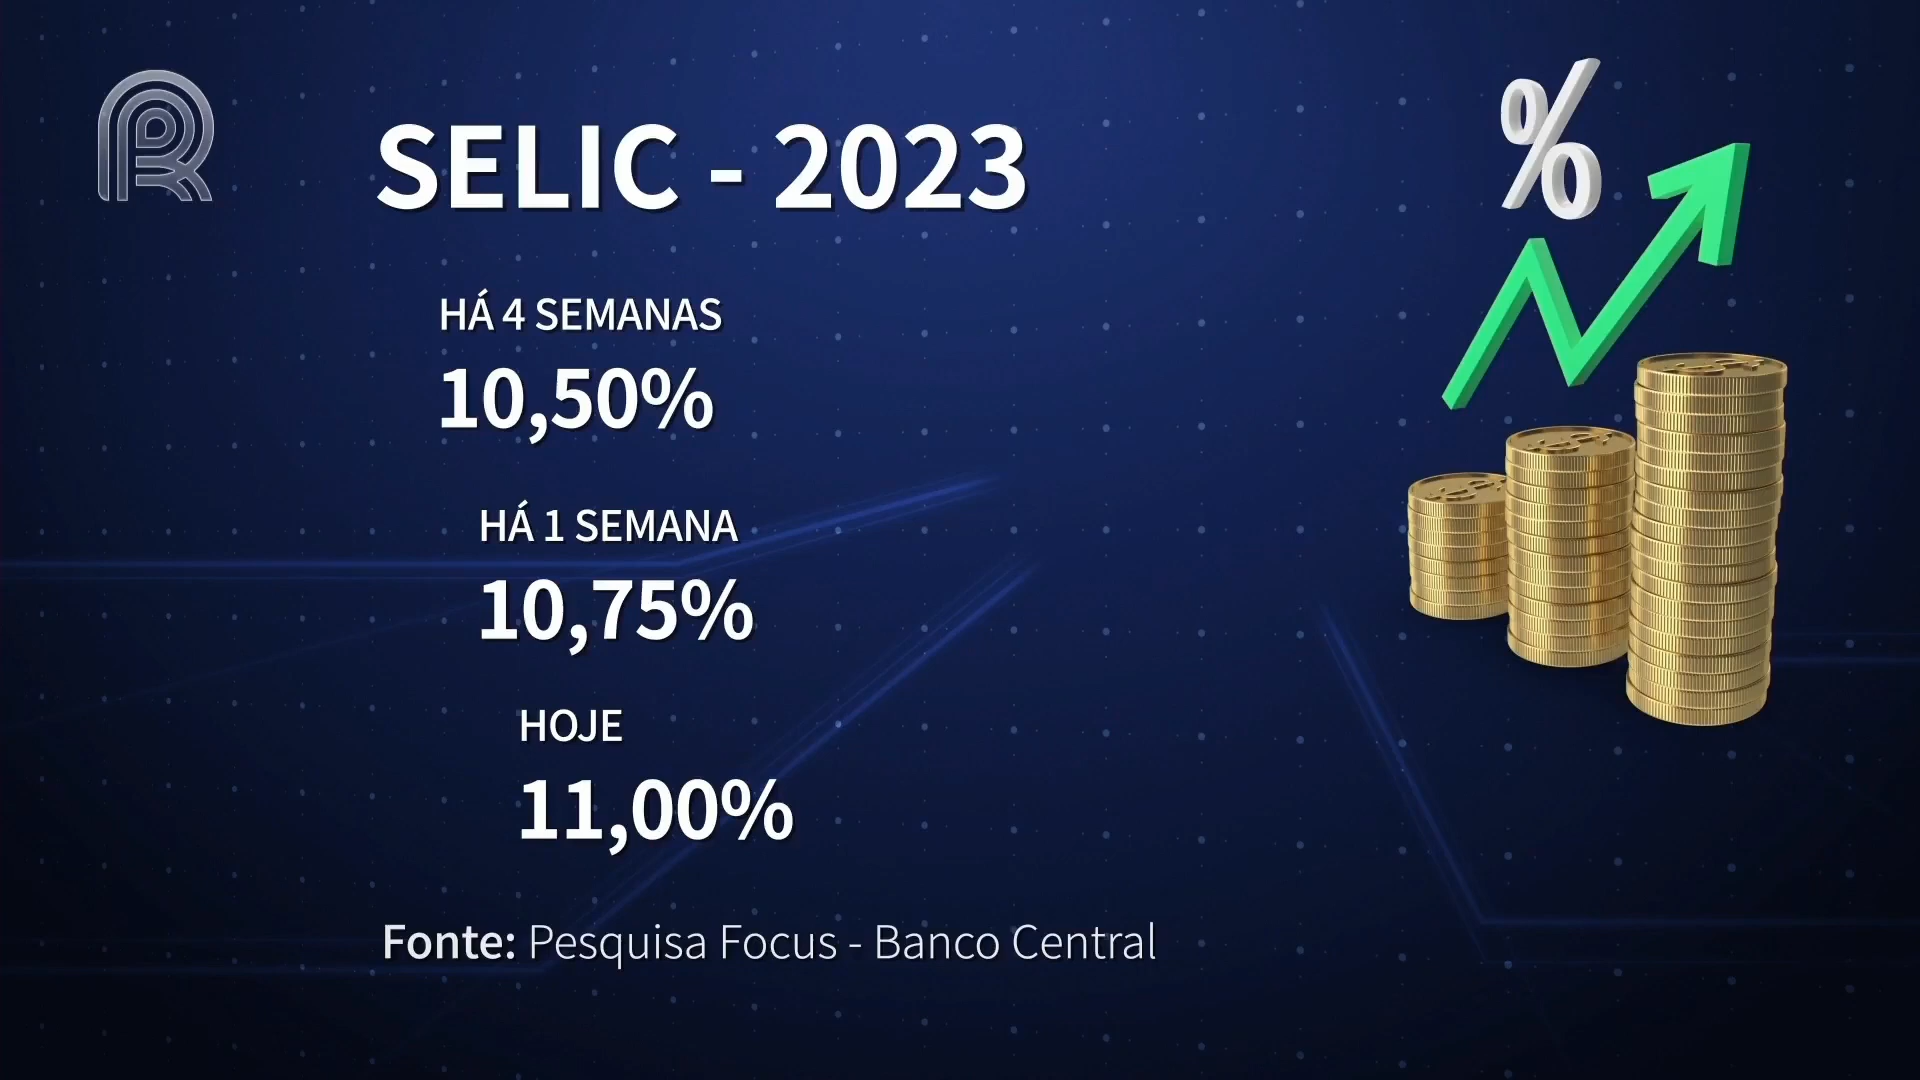 SELIC - 2023
HÁ 4 SEMANAS
10,50%
HÁ 1 SEMANA
10,75%
HOJE
11,00%
Fonte: Pesquisa Focus - Banco Central
%